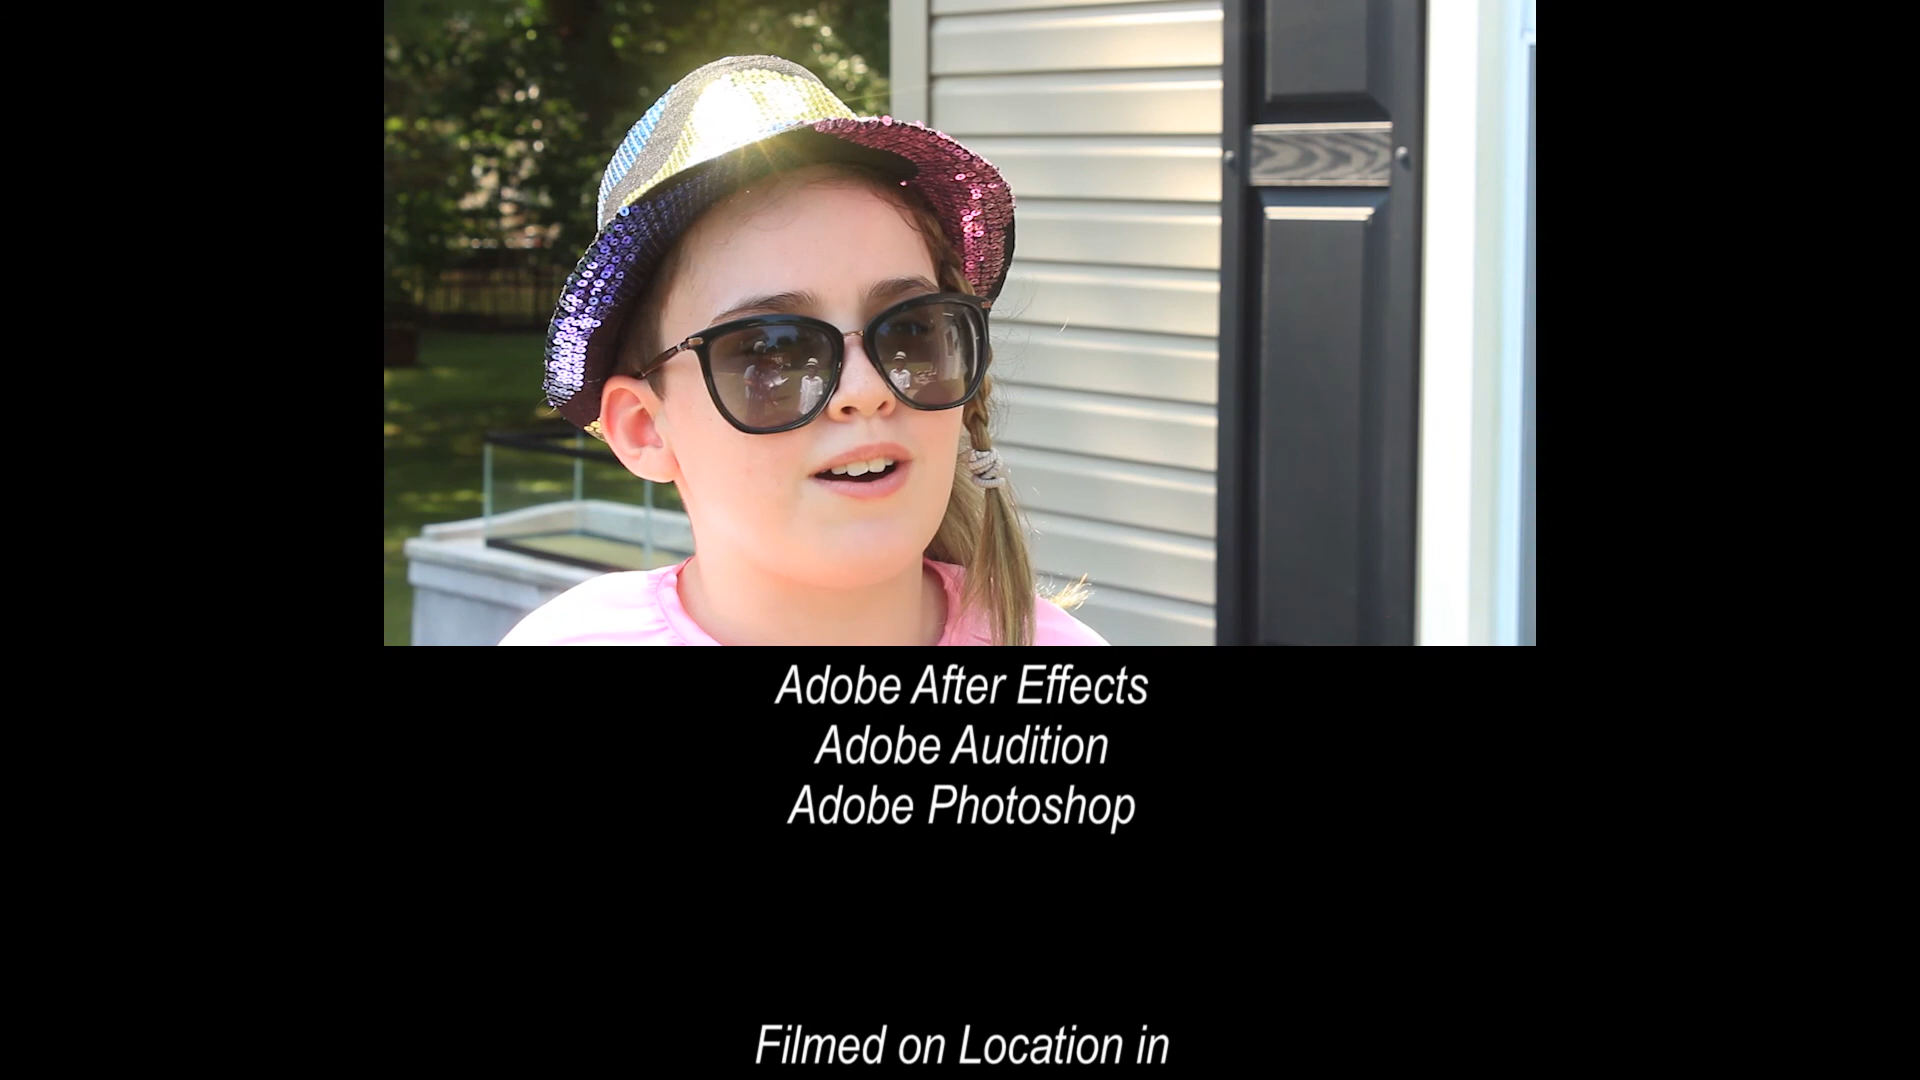 Adobe After Effects
Adobe Audition
Adobe Photoshop
Filmed on Location in